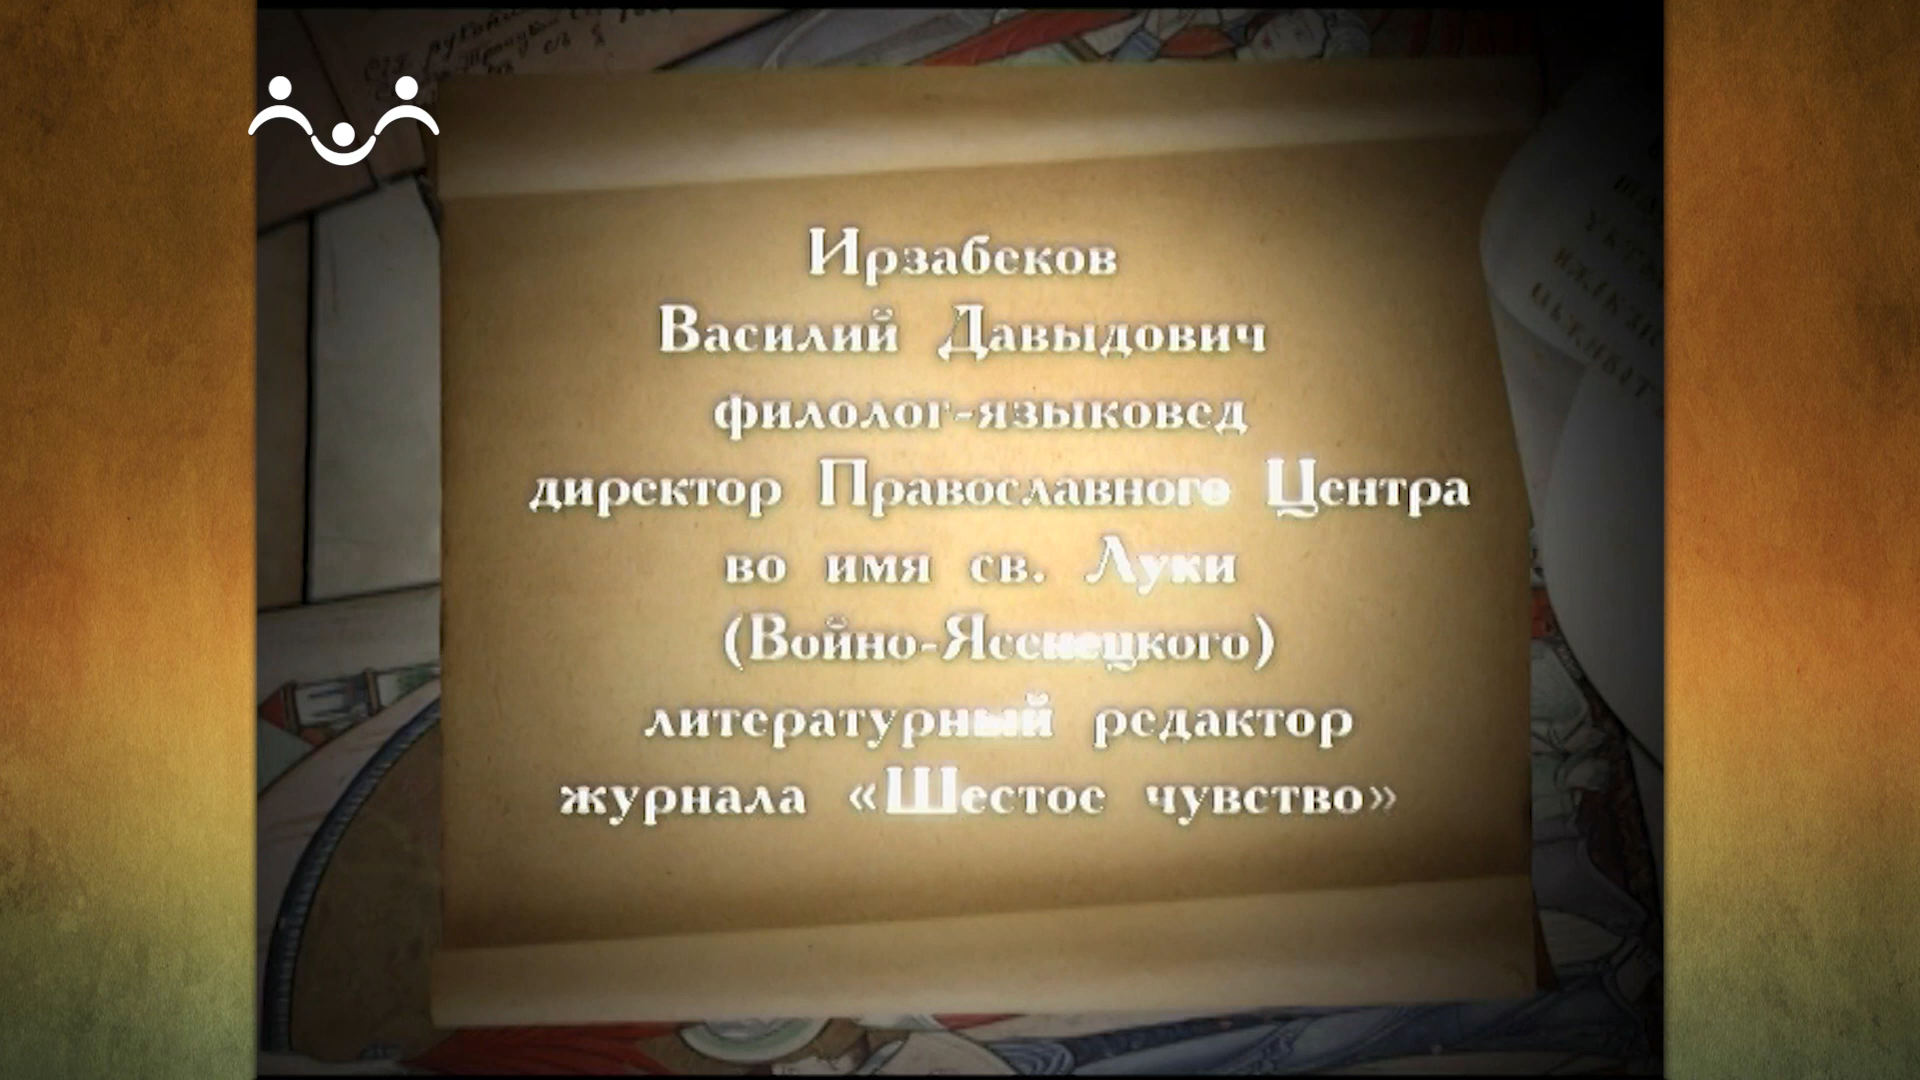 Ирзабеков
Василий Давыдович
филолог-языковед
директор Православного Центра
во имя св. Луки
(Войно-Ясенецкого)
литературный редактор
журнала «Шестое чувство»